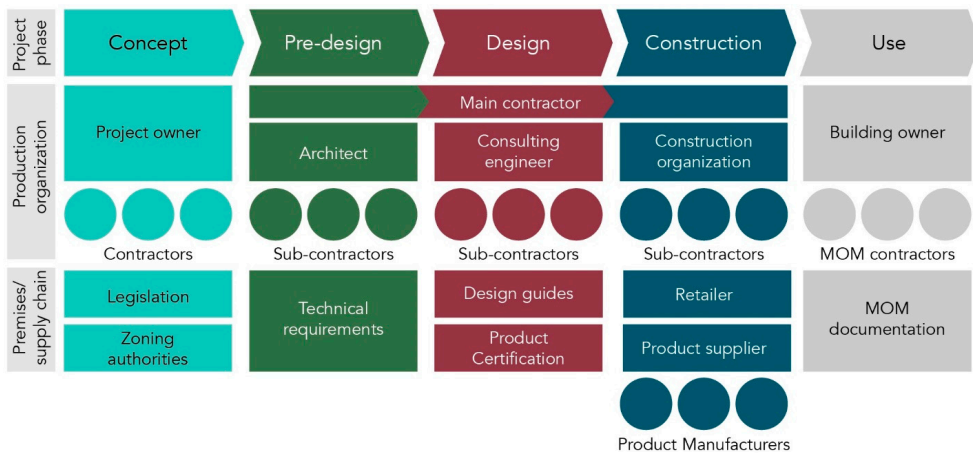 Project
phase
Concept
Pre-design
Design
Construction
Use
Production
organization
Project owner
Main contractor
Architect
Consulting
engineer
Construction
organization
Building owner
Contractors
Sub-contractors
Sub-contractors
Sub-contractors
MOM contractors
Premises/
supply chain
Legislation
Zoning
authorities
Technical
requirements
Design guides
Product
Certification
Retailer
Product supplier
MOM
documentation
Product Manufacturers